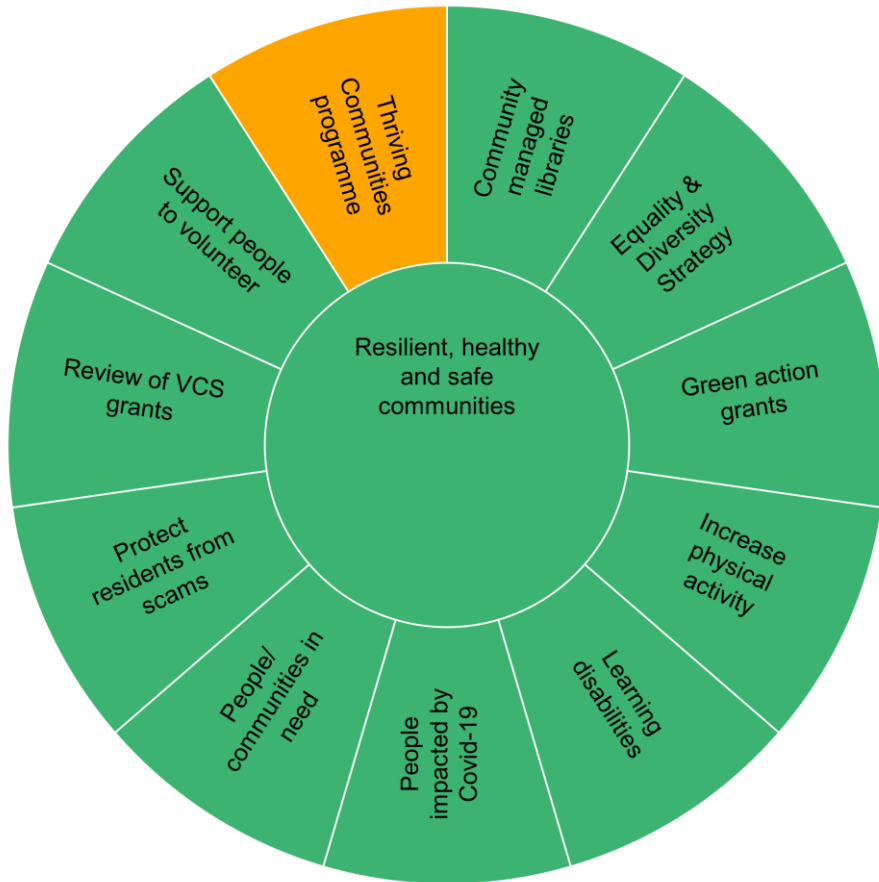 Resilient, healthy
and safe
communities
Community
managed
libraries
Equality &
Diversity
Strategy
Green action
grants
Increase
physical
activity
Learning
disabilities
People
impacted by
Covid-19
People/
communities in
need
Protect
residents from
scams
Review of VCS
grants
Support people
to volunteer
Thriving
Communities
programme